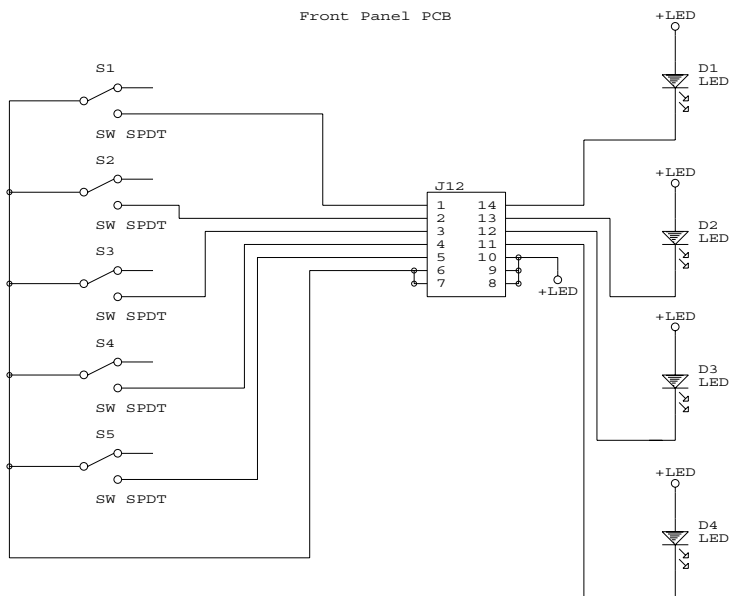 Front Panel PCB
+LED
S1
D1
LED
SW SPDT
S2
+LED
J12
1 14
2 13
3 12
4 11
5 10
6 9
7 8
SW SPDT
D2
LED
S3
+LED
SW SPDT
+LED
S4
D3
LED
SW SPDT
S5
+LED
SW SPDT
D4
LED